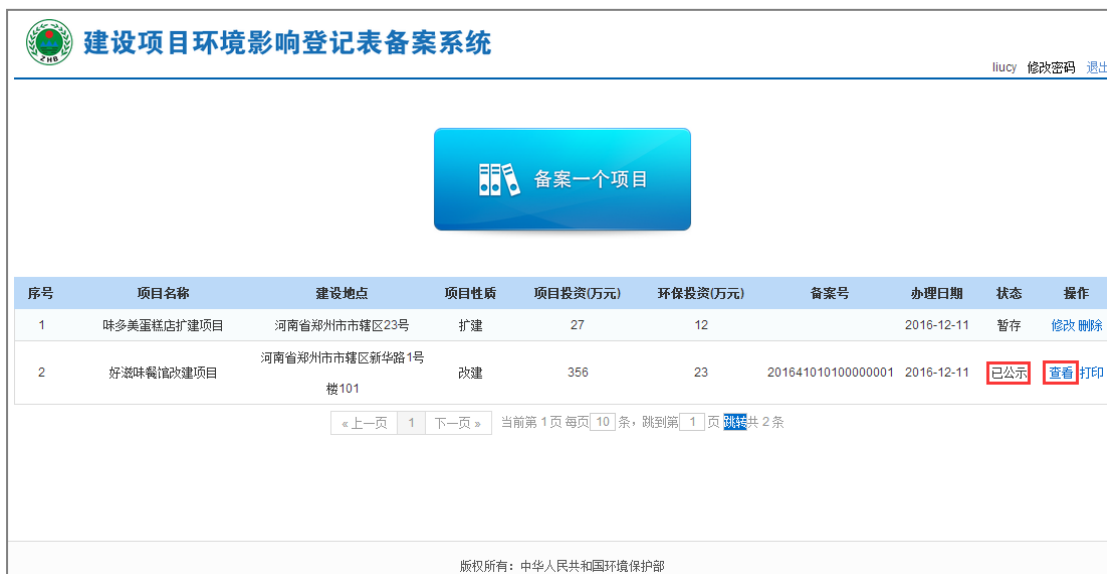 建设项目环境影响登记表备案系统
ZHB
liucy 修改密码 退出
备案一个项目
序号 项目名称 建设地点 项目性质 项目投资(万元) 环保投资(万元) 备案号 办理日期 状态 操作
1 味多美蛋糕店扩建项目 河南省郑州市市辖区23号 扩建 27 12 2016-12-11 暂存 修改 删除
2 好滋味餐馆改建项目 河南省郑州市市辖区新华路1号楼101 改建 356 23 201641010100000001 2016-12-11 已公示 查看 打印
«上一页 1 下一页» 当前第 1 页 每页 10 条，跳到第 1 页 跳转共 2 条
版权所有：中华人民共和国环境保护部